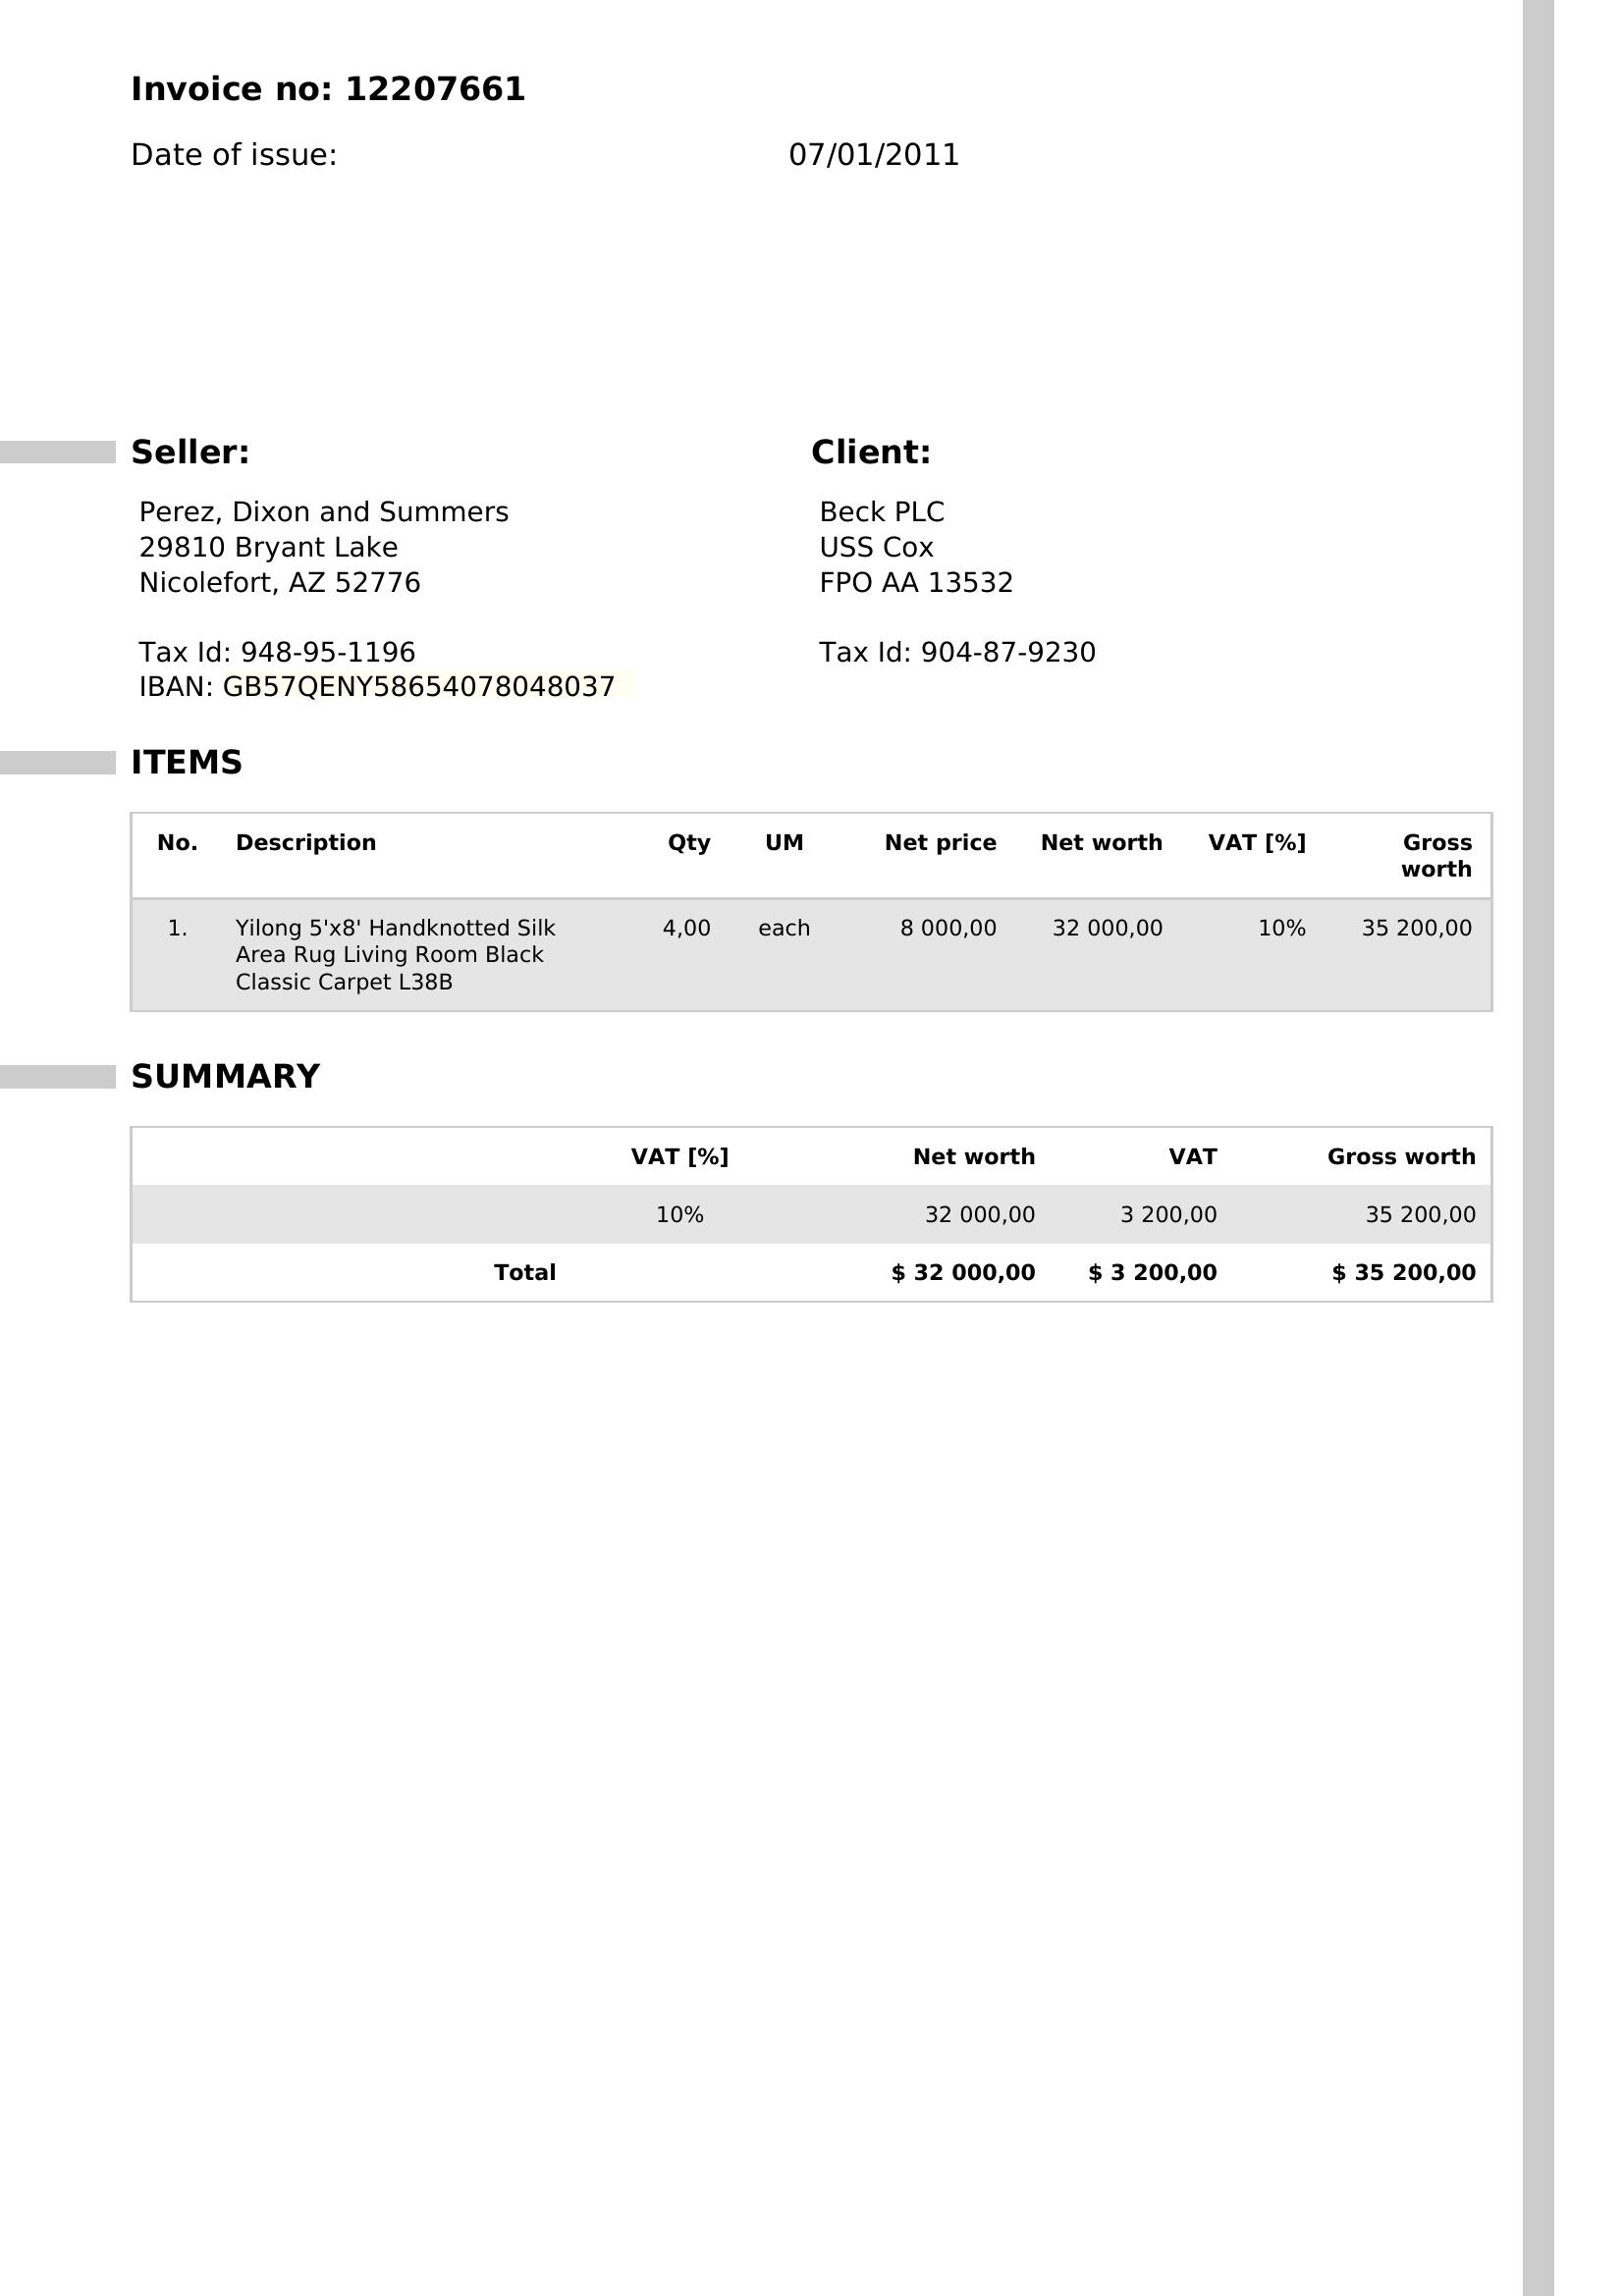 Invoice no: 12207661
Date of issue: 07/01/2011
Seller:
Perez, Dixon and Summers
29810 Bryant Lake
Nicolefort, AZ 52776
Tax Id: 948-95-1196
IBAN: GB57QENY58654078048037
Client:
Beck PLC
USS Cox
FPO AA 13532
Tax Id: 904-87-9230
ITEMS
No. Description Qty UM Net price Net worth VAT [%] Gross
worth
1. Yilong 5'x8' Handknotted Silk 4,00 each 8 000,00 32 000,00 10% 35 200,00
Area Rug Living Room Black
Classic Carpet L38B
SUMMARY
VAT [%] Net worth VAT Gross worth
10% 32 000,00 3 200,00 35 200,00
Total $ 32 000,00 $ 3 200,00 $ 35 200,00